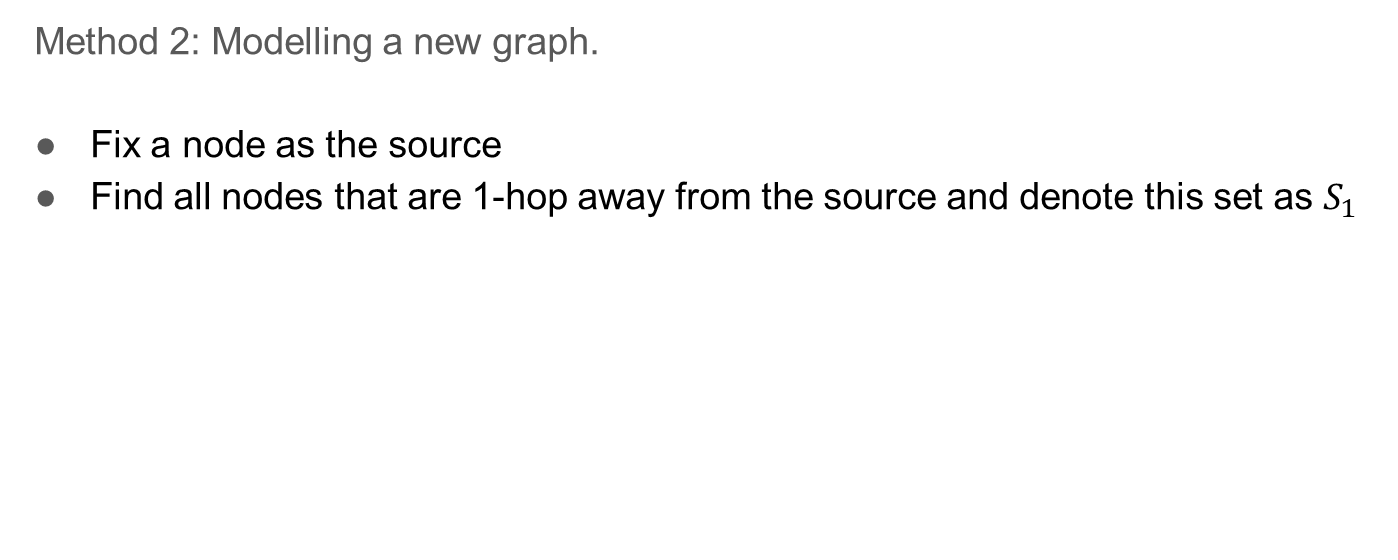 Method 2: Modelling a new graph.
● Fix a node as the source
● Find all nodes that are 1-hop away from the source and denote this set as S₁